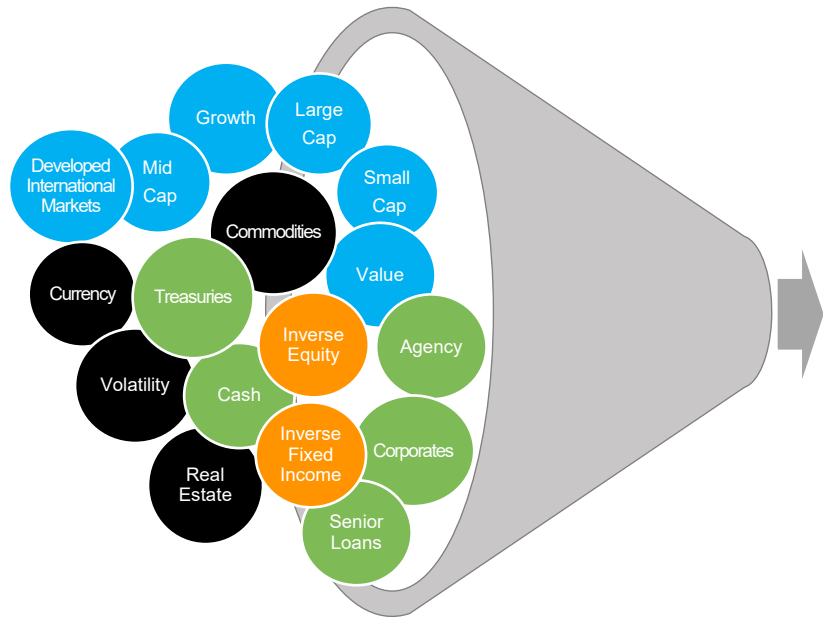 Growth
Large
Cap
Developed
International
Markets
Mid
Cap
Small
Cap
Commodities
Value
Currency
Treasuries
Inverse
Equity
Agency
Volatility
Cash
Inverse
Fixed
Income
Corporates
Real
Estate
Senior
Loans